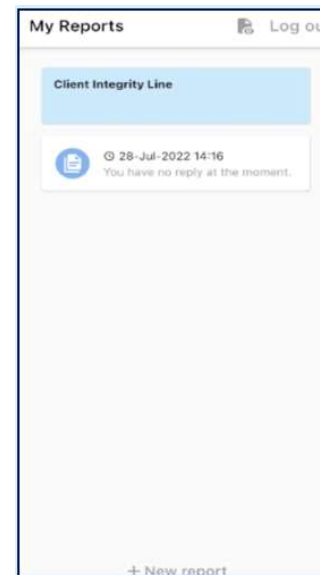 My Reports
Log ou
Client Integrity Line
28-Jul-2022 14:16
You have no reply at the moment.
+ New report